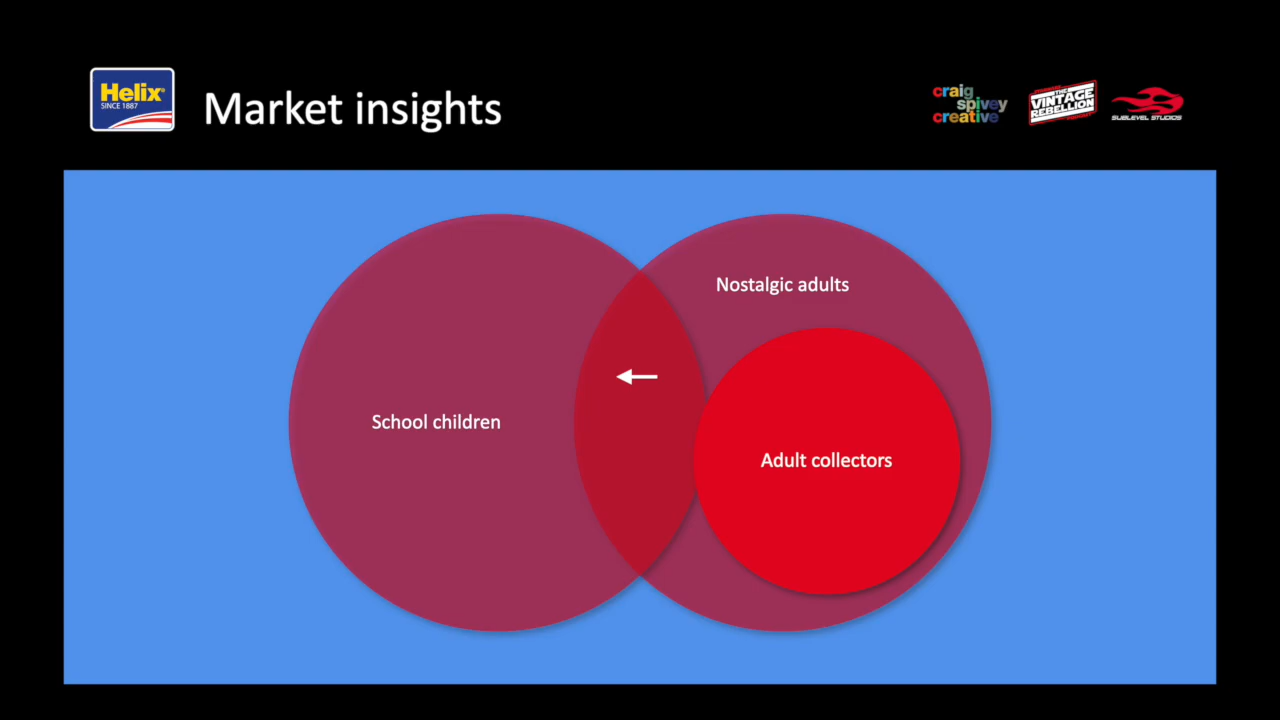 Helix®
SINCE 1887
Market insights
craig
spivey
creative
THE
VINTAGE
REBELLION
SUBLEVEL STUDIOS
Nostalgic adults
School children
Adult collectors